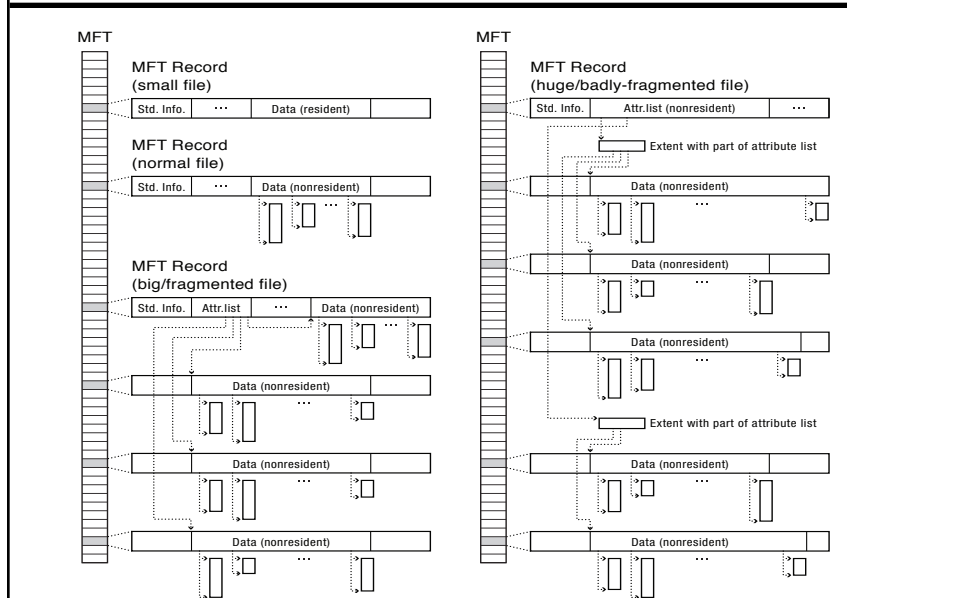 MFT
MFT Record
(small file)
Std. Info.
...
Data (resident)
MFT Record
(normal file)
Std. Info.
...
Data (nonresident)
...
MFT Record
(big/fragmented file)
Std. Info.
Attr.list
...
Data (nonresident)
...
Data (nonresident)
...
Data (nonresident)
...
Data (nonresident)
...
MFT
MFT Record
(huge/badly-fragmented file)
Std. Info.
Attr.list (nonresident)
...
Extent with part of attribute list
Data (nonresident)
...
Data (nonresident)
...
Data (nonresident)
...
Extent with part of attribute list
Data (nonresident)
...
Data (nonresident)
...